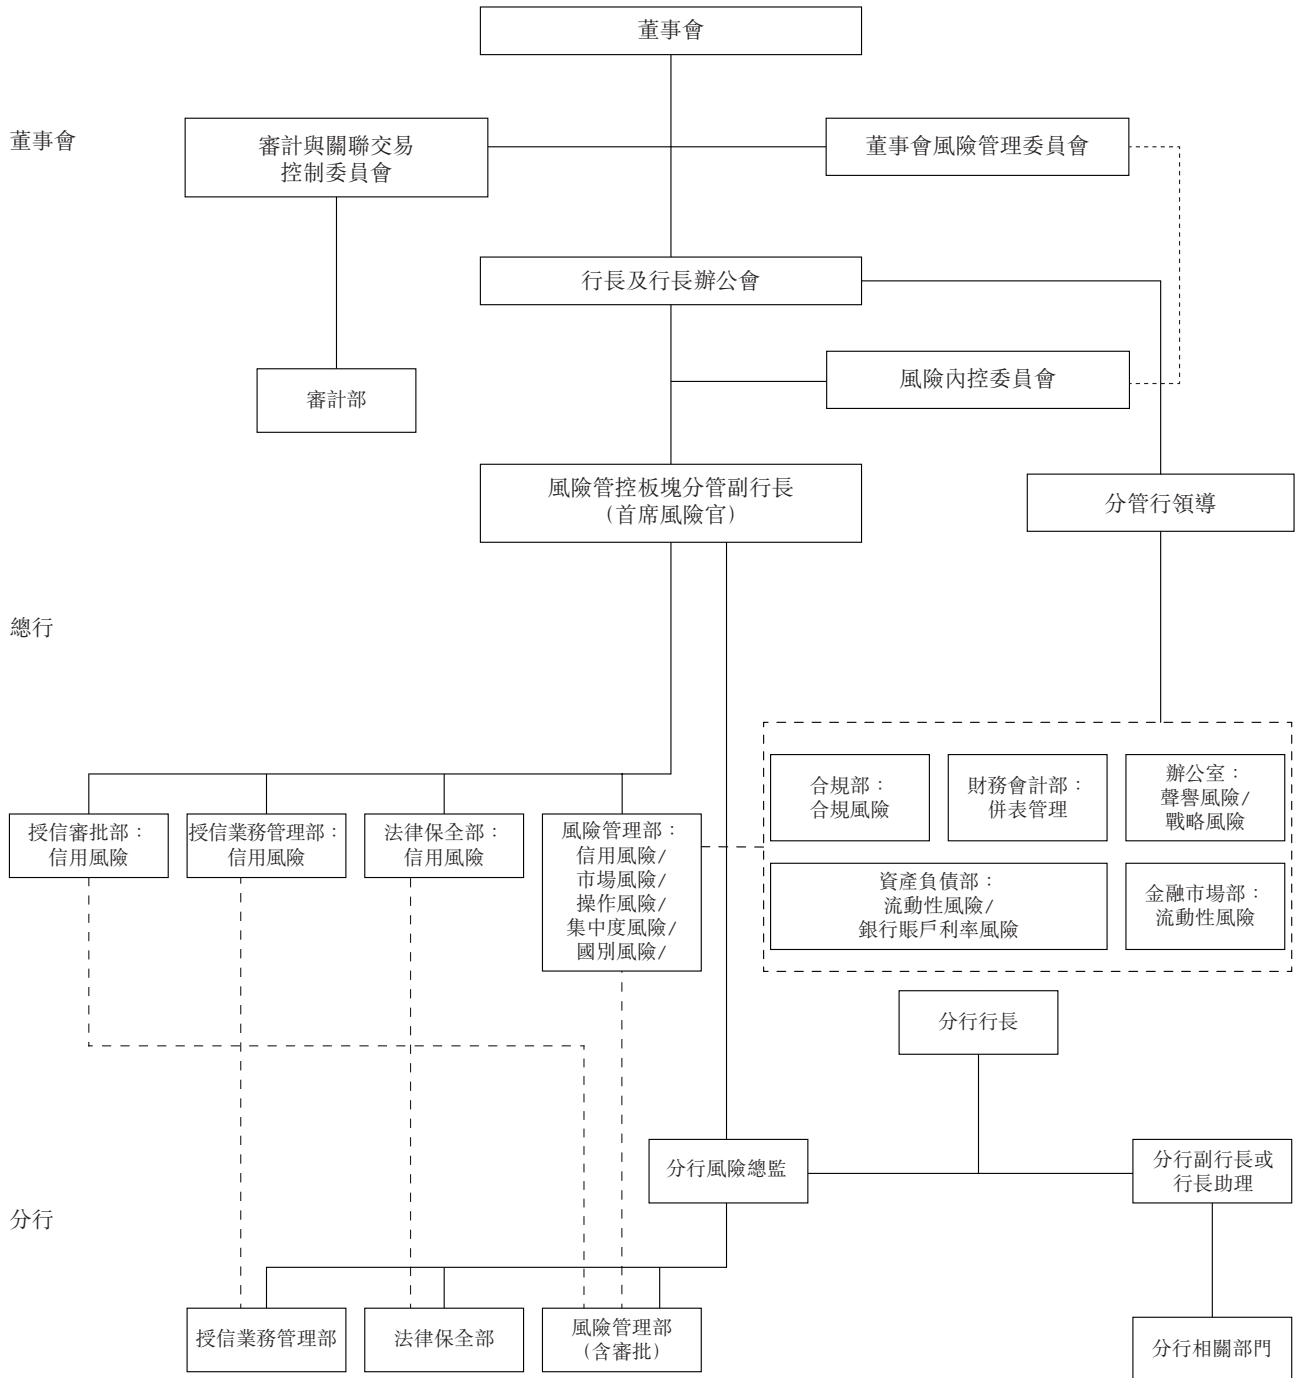 董事會
董事會
審計與關聯交易
控制委員會
董事會風險管理委員會
行長及行長辦公會
風險內控委員會
審計部
風險管控板塊分管副行長
（首席風險官）
分管行領導
總行
合規部：
合規風險
財務會計部：
併表管理
辦公室：
聲譽風險/
戰略風險
授信審批部：
信用風險
授信業務管理部：
信用風險
法律保全部：
信用風險
風險管理部：
信用風險/
市場風險/
操作風險/
集中度風險/
國別風險/
資產負債部：
流動性風險/
銀行賬戶利率風險
金融市場部：
流動性風險
分行行長
分行風險總監
分行副行長或
行長助理
分行
授信業務管理部
法律保全部
風險管理部
（含審批）
分行相關部門